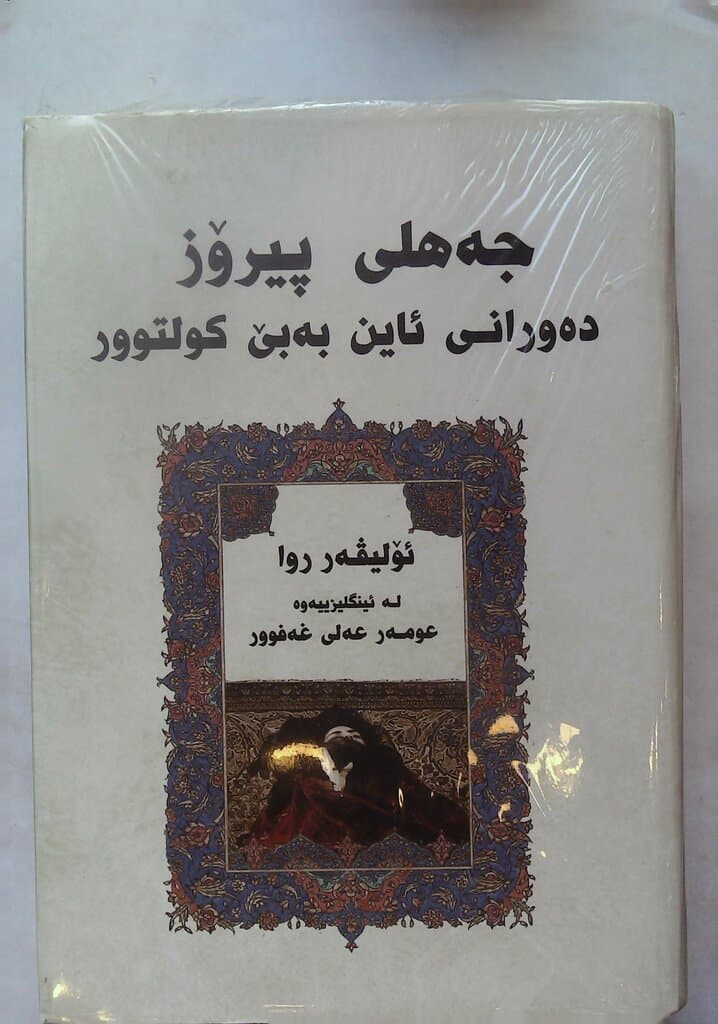 جەهلی پیرۆز
دەورانی ئاین بەبێ کولتوور
ئۆلیڤەر روا
لە ئینگلیزییەوە
عومەر عەلی غەفوور